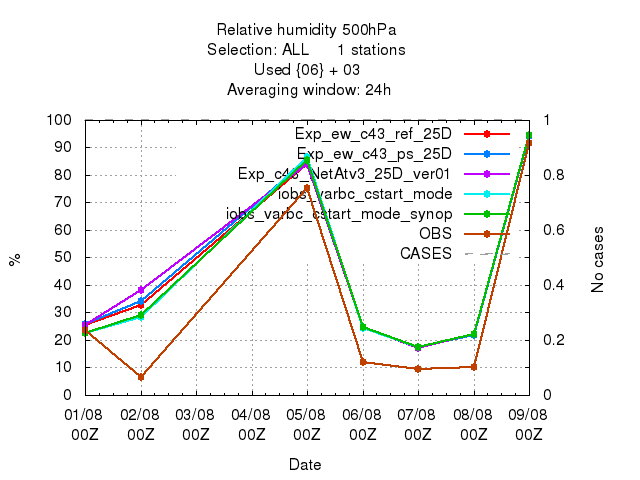 Relative humidity 500hPa
Selection: ALL 1 stations
Used {06} + 03
Averaging window: 24h
100 1
Exp_ew_c43_ref_25D
90
Exp_ew_c43_ps_25D
80 0.8
Exp_c43_NetAtv3_25D_ver01
70
iobs_varbc_cstart_mode
iobs_varbc_cstart_mode_synop
60 0.6
OBS
50
CASES
% No cases
40 0.4
30
20 0.2
10
0 0
01/08 02/08 03/08 04/08 05/08 06/08 07/08 08/08 09/08
00Z 00Z 00Z 00Z 00Z 00Z 00Z 00Z 00Z
Date